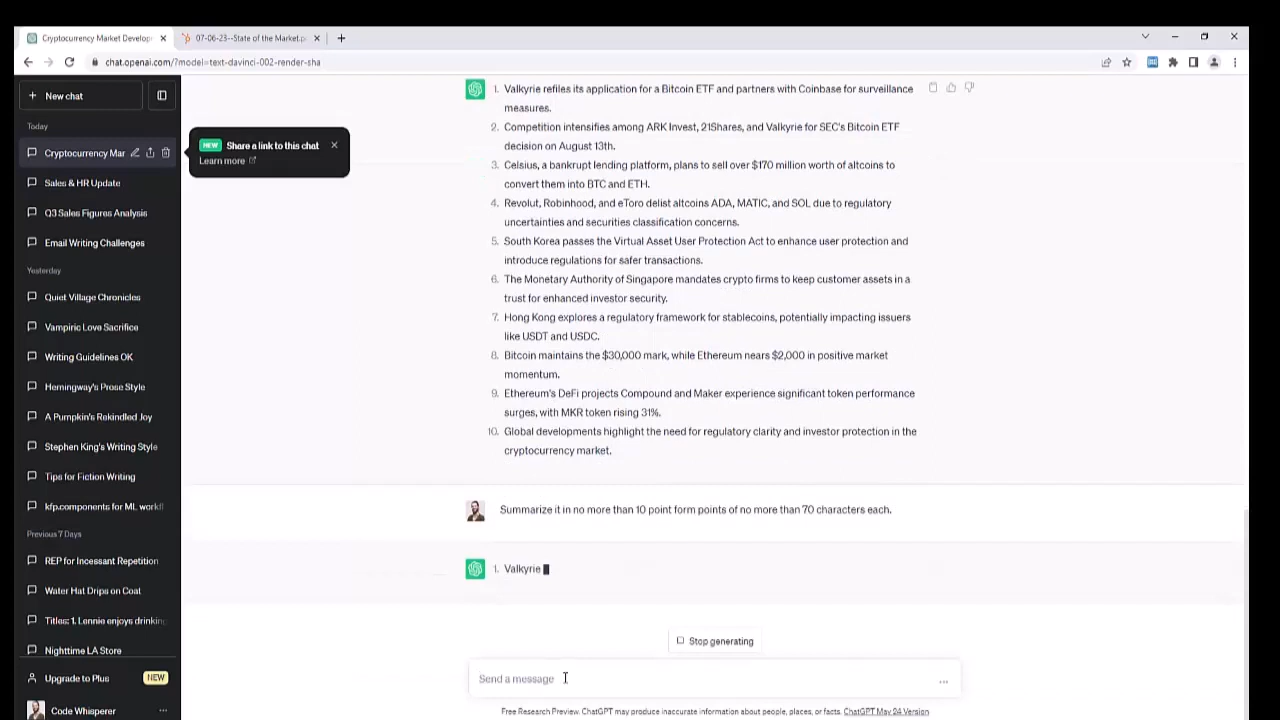 Cryptocurrency Market Develop
07-06-23--State of the Market.p
chat.openai.com/?model=text-davinci-002-render-sha
New chat
Today
Cryptocurrency Mar
Sales & HR Update
Q3 Sales Figures Analysis
Email Writing Challenges
Yesterday
Quiet Village Chronicles
Vampiric Love Sacrifice
Writing Guidelines OK
Hemingway's Prose Style
A Pumpkin's Rekindled Joy
Stephen King's Writing Style
Tips for Fiction Writing
kfp.components for ML workfl
Previous 7 Days
REP for Incessant Repetition
Water Hat Drips on Coat
Titles: 1. Lennie enjoys drinking
Nighttime LA Store
Upgrade to Plus NEW
Code Whisperer
NEW Share a link to this chat
Learn more
1. Valkyrie refiles its application for a Bitcoin ETF and partners with Coinbase for surveillance
measures.
2. Competition intensifies among ARK Invest, 21Shares, and Valkyrie for SEC's Bitcoin ETF
decision on August 13th.
3. Celsius, a bankrupt lending platform, plans to sell over $170 million worth of altcoins to
convert them into BTC and ETH.
4. Revolut, Robinhood, and eToro delist altcoins ADA, MATIC, and SOL due to regulatory
uncertainties and securities classification concerns.
5. South Korea passes the Virtual Asset User Protection Act to enhance user protection and
introduce regulations for safer transactions.
6. The Monetary Authority of Singapore mandates crypto firms to keep customer assets in a
trust for enhanced investor security.
7. Hong Kong explores a regulatory framework for stablecoins, potentially impacting issuers
like USDT and USDC.
8. Bitcoin maintains the $30,000 mark, while Ethereum nears $2,000 in positive market
momentum.
9. Ethereum's DeFi projects Compound and Maker experience significant token performance
surges, with MKR token rising 31%.
10. Global developments highlight the need for regulatory clarity and investor protection in the
cryptocurrency market.
Summarize it in no more than 10 point form points of no more than 70 characters each.
1. Valkyrie
Stop generating
Send a message
Free Research Preview. ChatGPT may produce inaccurate information about people, places, or facts. ChatGPT May 24 Version